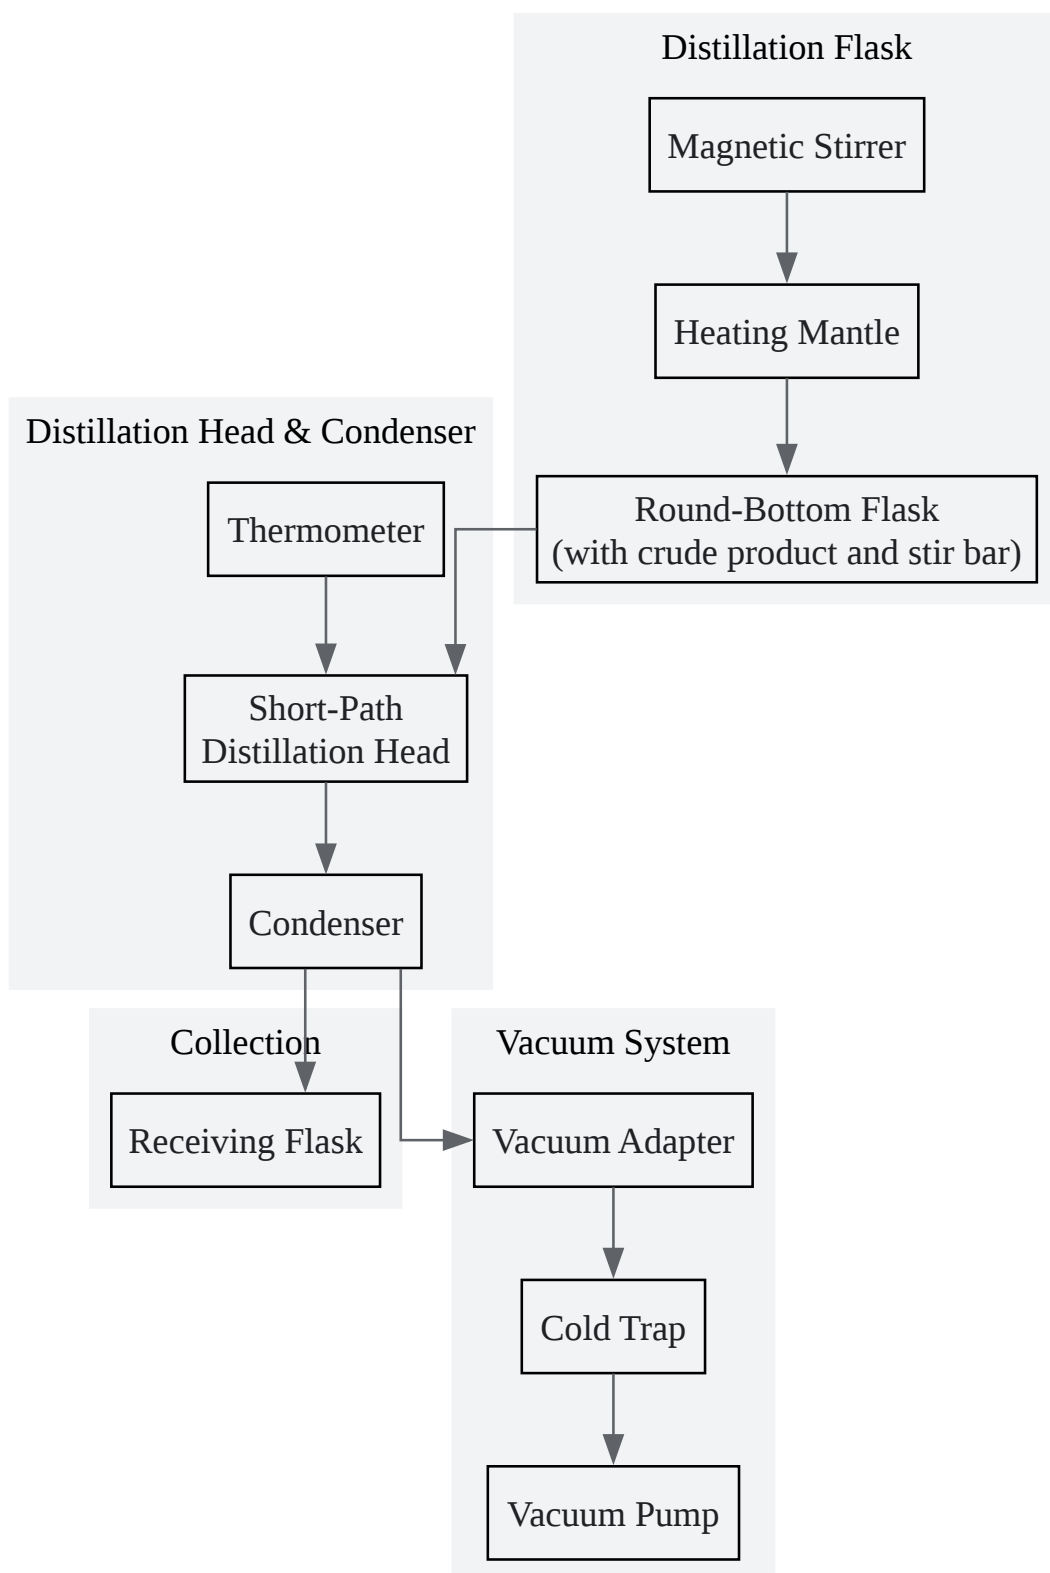 Distillation Flask
Magnetic Stirrer
Heating Mantle
Round-Bottom Flask
(with crude product and stir bar)
Distillation Head & Condenser
Thermometer
Short-Path
Distillation Head
Condenser
Collection
Receiving Flask
Vacuum System
Vacuum Adapter
Cold Trap
Vacuum Pump